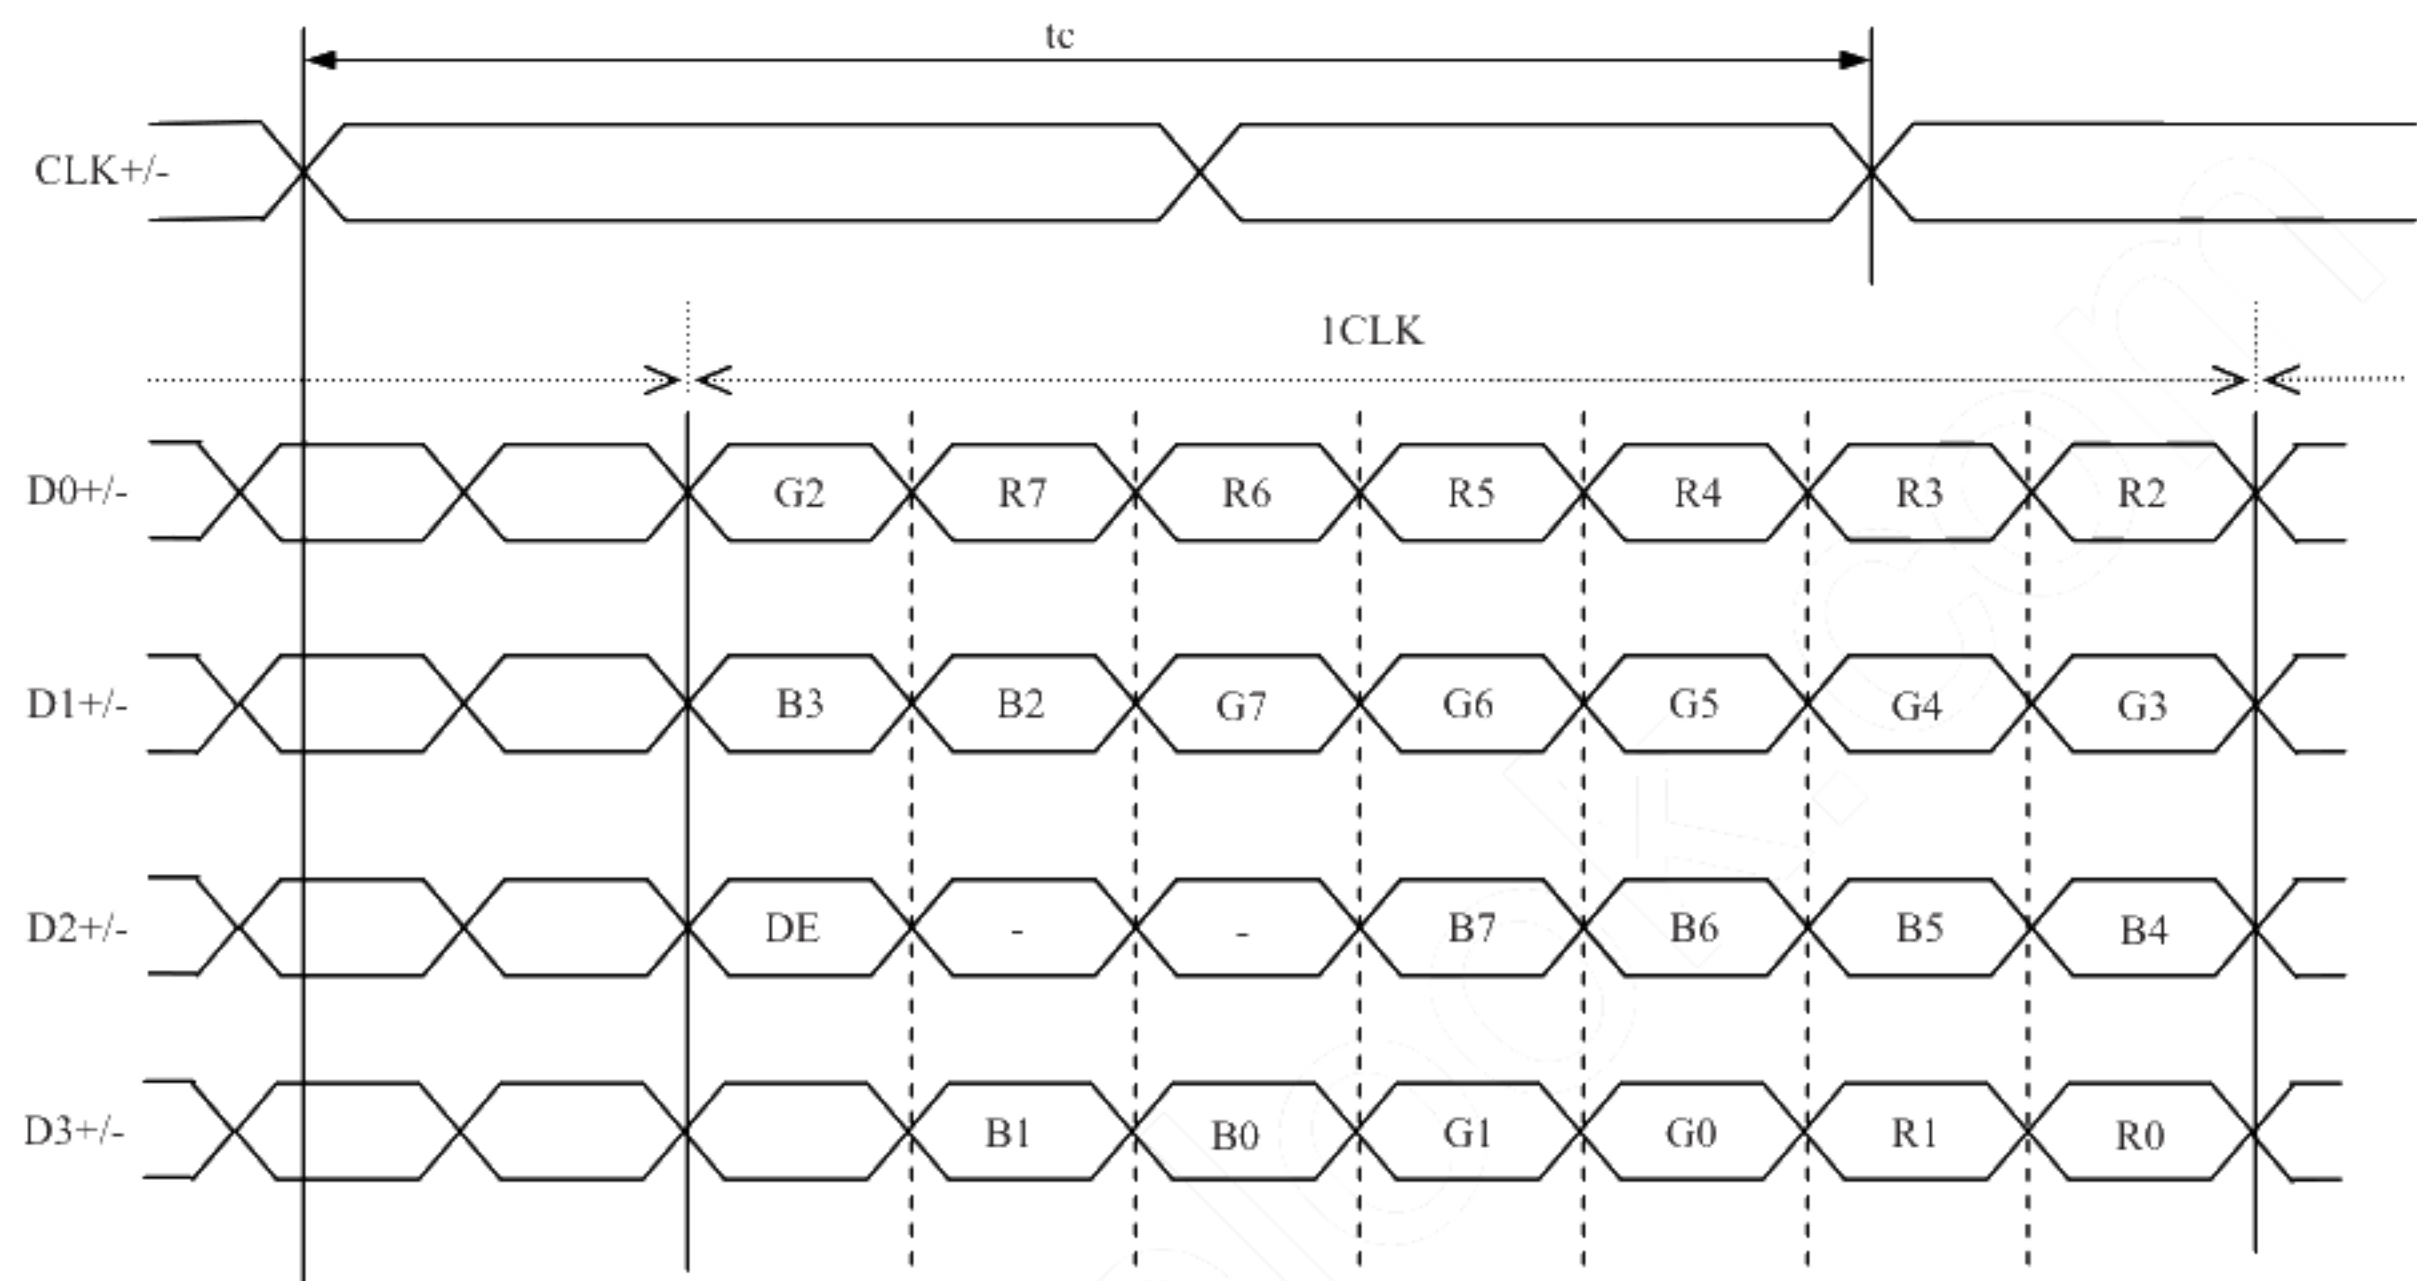 tc
CLK+/-
1CLK
D0+/- G2 R7 R6 R5 R4 R3 R2
D1+/- B3 B2 G7 G6 G5 G4 G3
D2+/- DE - - B7 B6 B5 B4
D3+/- B1 B0 G1 G0 R1 R0